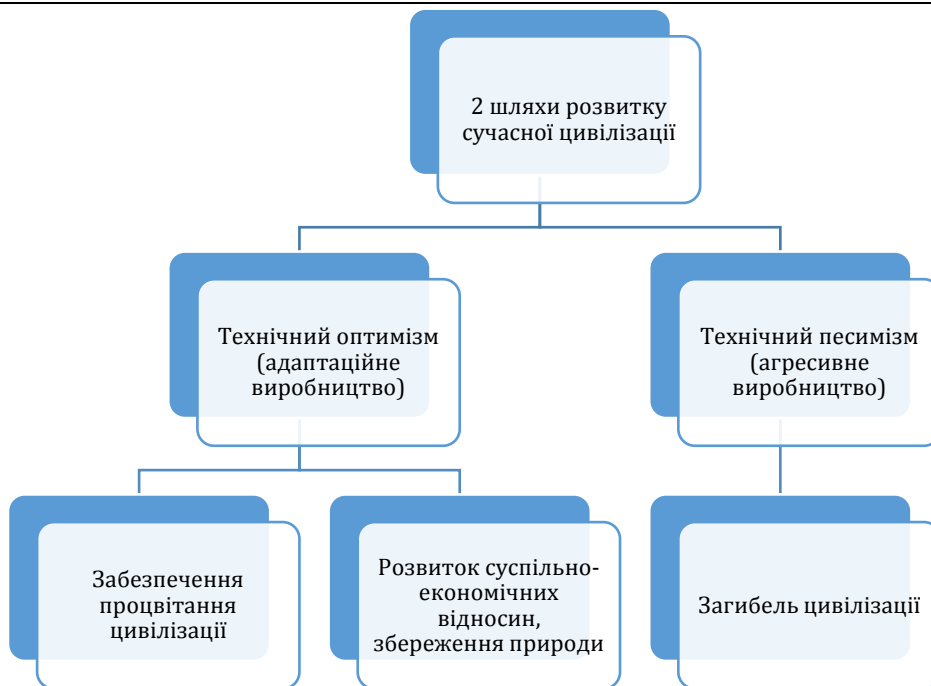 2 шляхи розвитку
сучасної цивілізації
Технічний оптимізм
(адаптаційне
виробництво)
Технічний песимізм
(агресивне
виробництво)
Забезпечення
процвітання
цивілізації
Розвиток суспільно-
економічних
відносин,
збереження природи
Загибель цивілізації